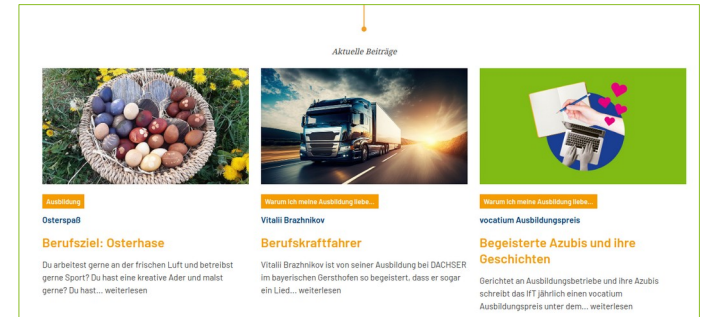 Aktuelle Beiträge
Ausbildung
Osterspaß
Berufsziel: Osterhase
Du arbeitest gerne an der frischen Luft und betreibst
gerne Sport? Du hast eine kreative Ader und malst
gerne? Du hast... weiterlesen
Warum ich meine Ausbildung liebe...
Vitalii Brazhnikov
Berufskraftfahrer
Vitalii Brazhnikov ist von seiner Ausbildung bei DACHSER
im bayerischen Gersthofen so begeistert, dass er sogar
ein Lied... weiterlesen
Warum ich meine Ausbildung liebe...
vocatium Ausbildungspreis
Begeisterte Azubis und ihre
Geschichten
Gerichtet an Ausbildungsbetriebe und ihre Azubis
schreibt das IfT jährlich einen vocatium
Ausbildungspreis unter dem... weiterlesen